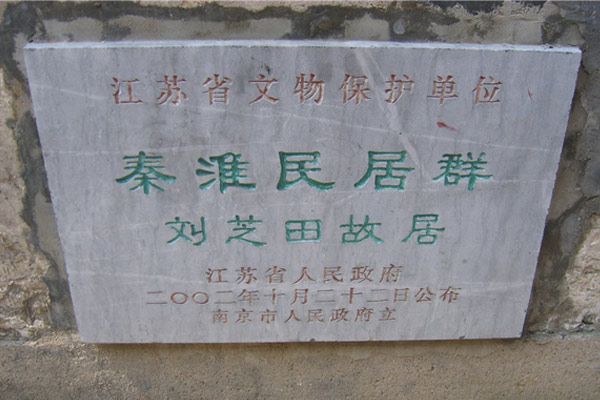 江苏省文物保护单位
秦淮民居群
刘芝田故居
江苏省人民政府
二〇〇二年十月二十二日公布
南京市人民政府立